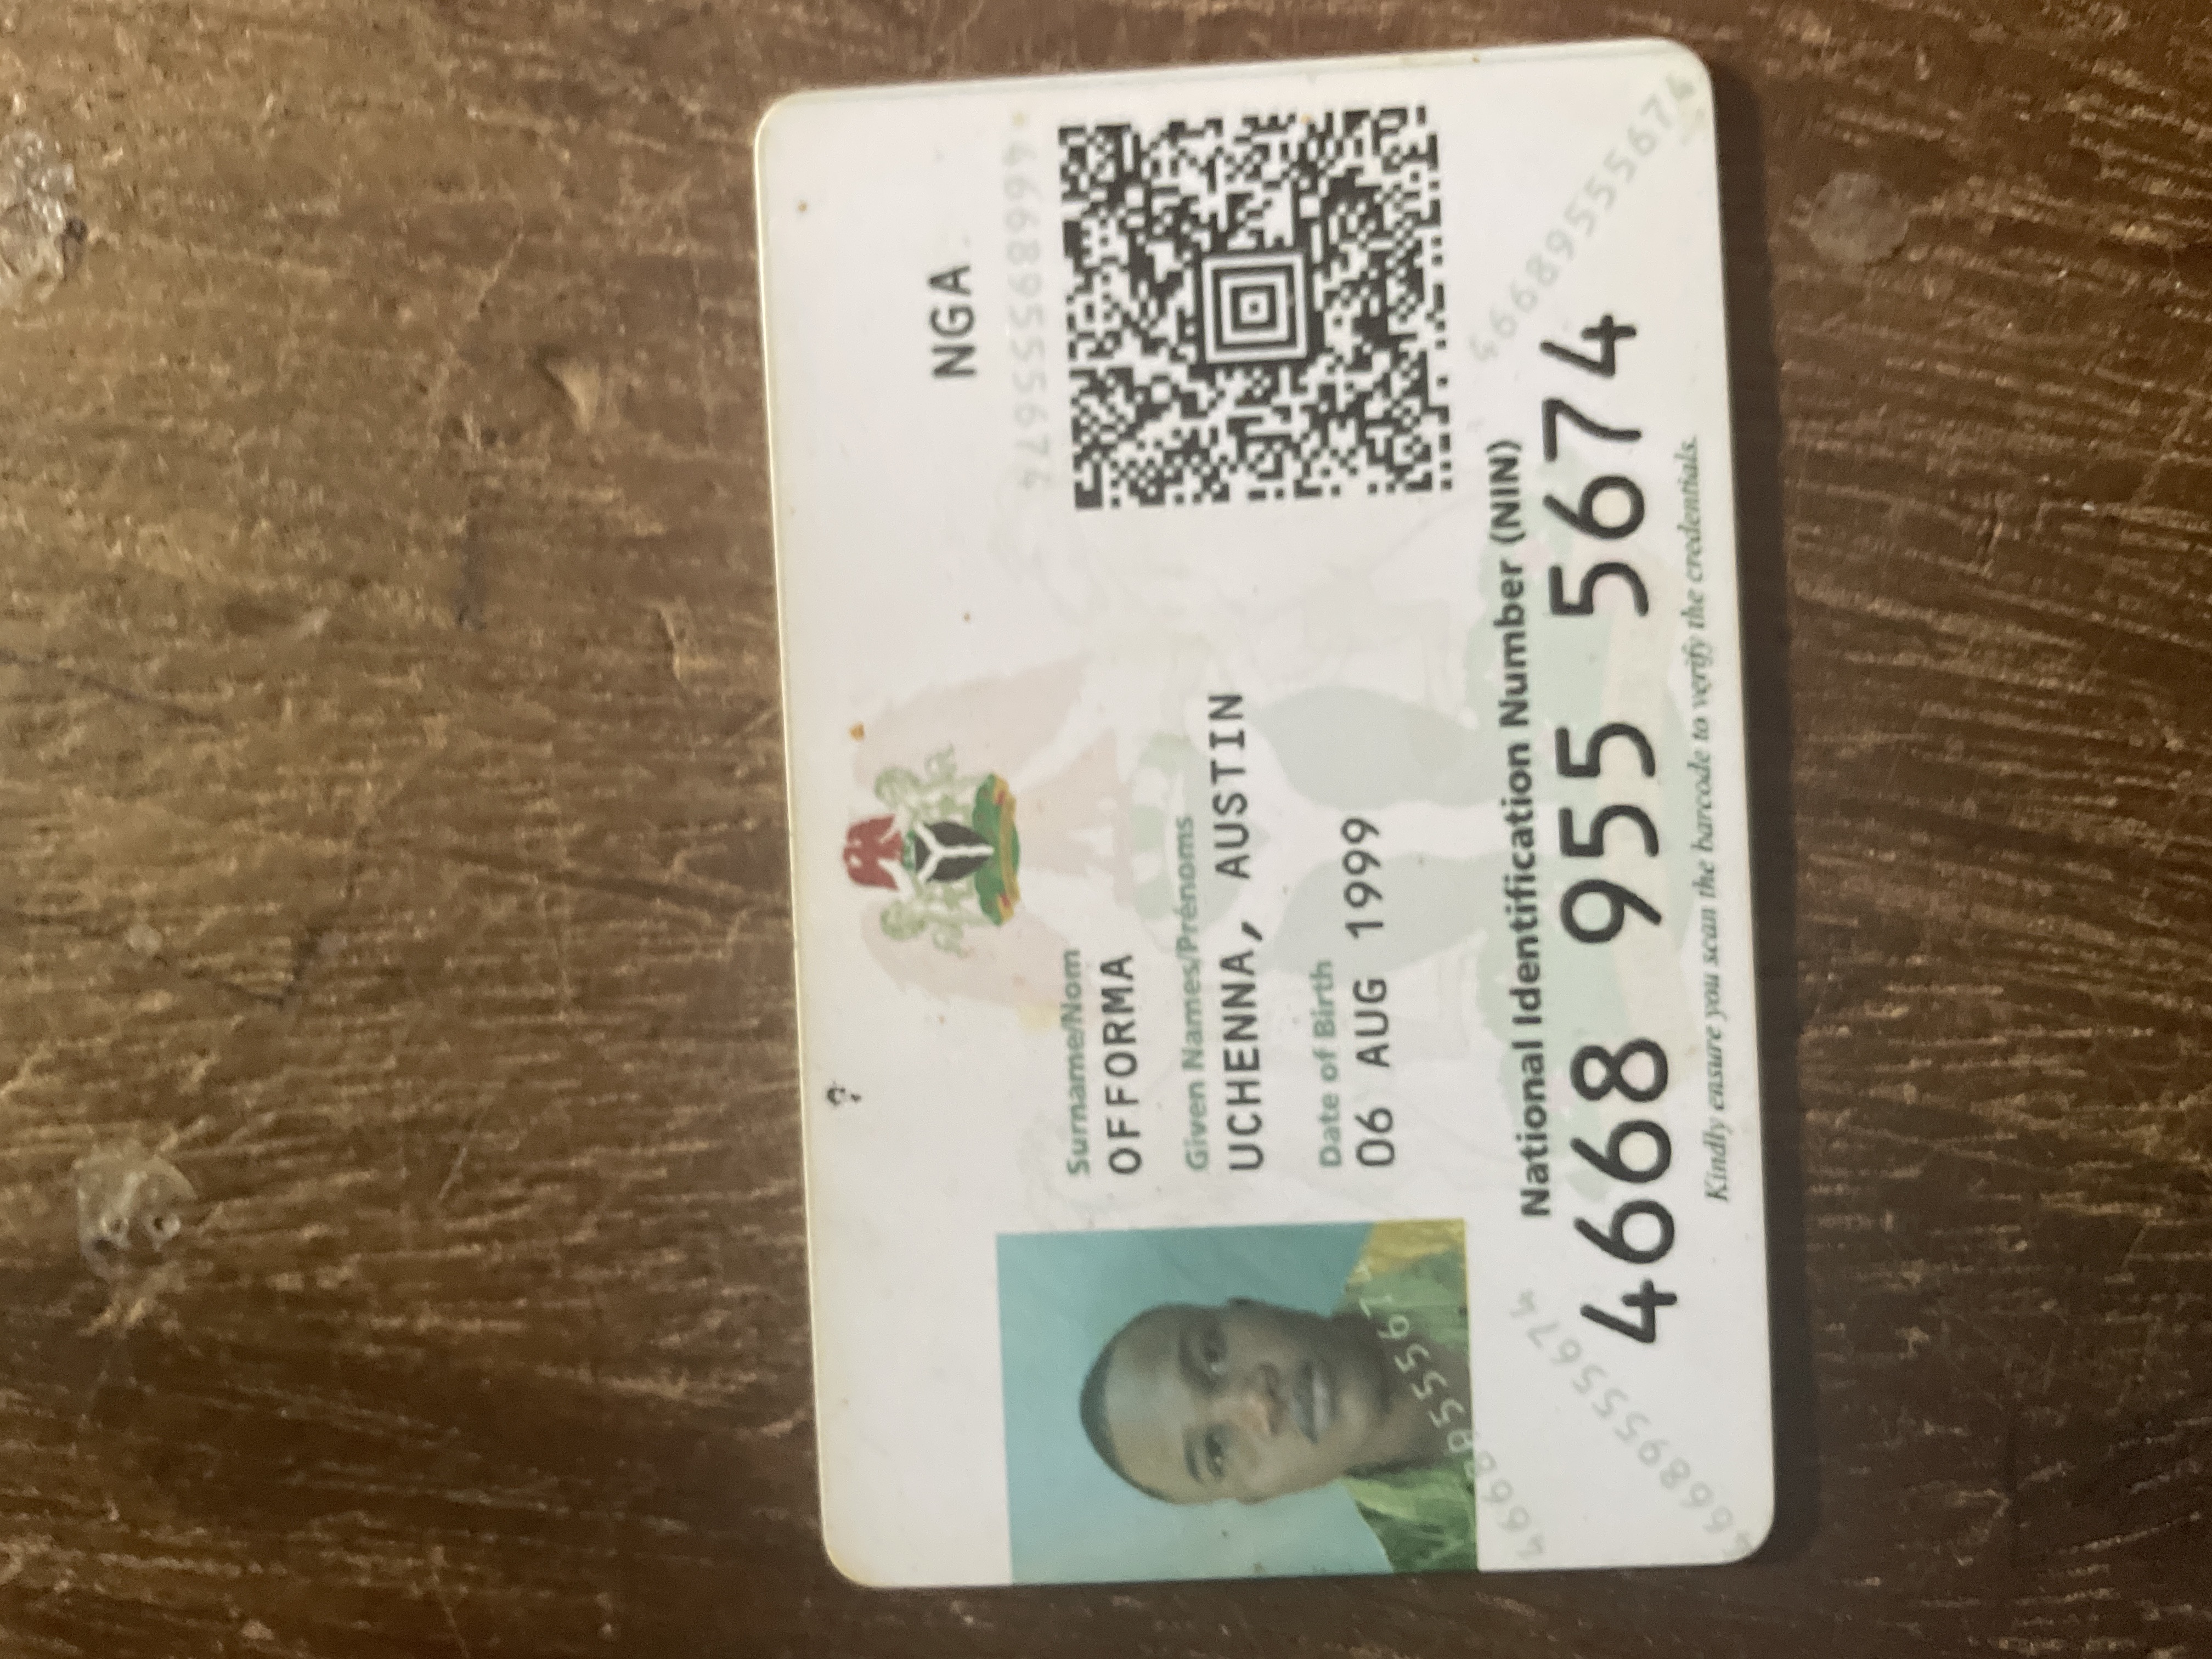 NGA
46689555674
Surname/Nom
OFFORMA
Given Names/Prénoms
UCHENNA, AUSTIN
Date of Birth
06 AUG 1999
46689555674
46689555674
46689555674
National Identification Number (NIN)
4668 955 5674
Kindly ensure you scan the barcode to verify the credentials.